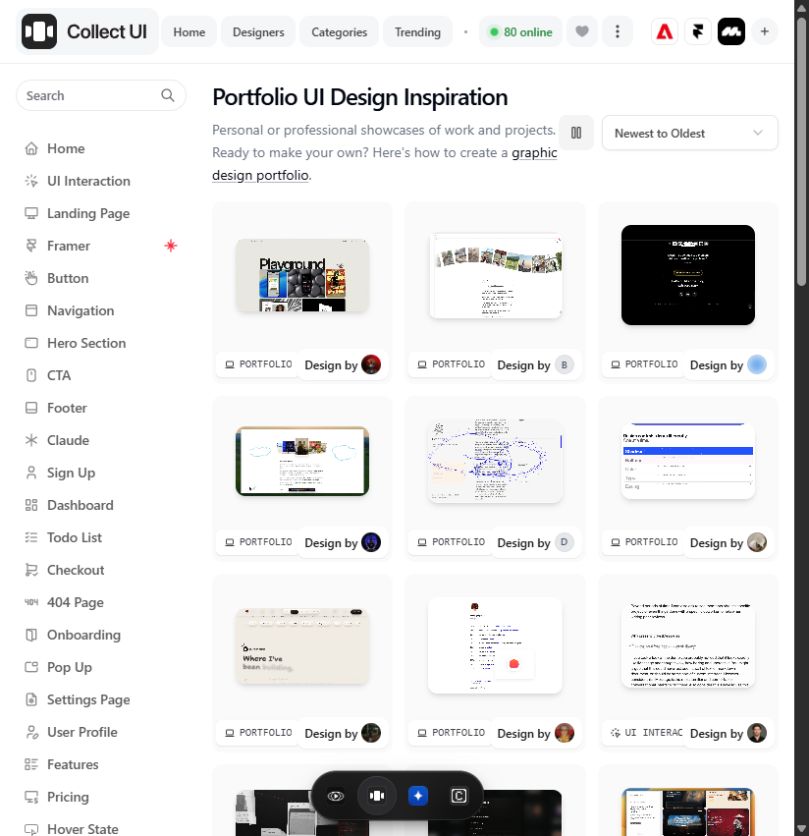 Collect UI
Home
Designers
Categories
Trending
80 online
Search
Home
UI Interaction
Landing Page
Framer
Button
Navigation
Hero Section
CTA
Footer
Claude
Sign Up
Dashboard
Todo List
Checkout
404 Page
Onboarding
Pop Up
Settings Page
User Profile
Features
Pricing
Hover State
Portfolio UI Design Inspiration
Personal or professional showcases of work and projects.
Ready to make your own? Here's how to create a graphic
design portfolio.
Newest to Oldest
Playground
PORTFOLIO Design by
PORTFOLIO Design by B
PORTFOLIO Design by
PORTFOLIO Design by
PORTFOLIO Design by D
PORTFOLIO Design by
Where I've
been building.
PORTFOLIO Design by
PORTFOLIO Design by
UI INTERAC Design by